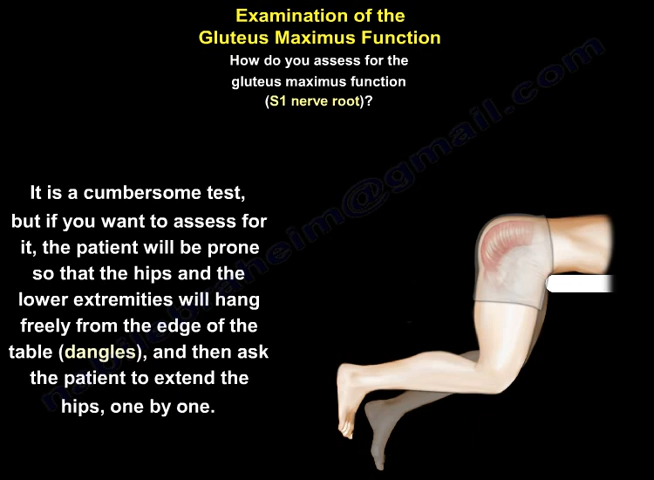 Examination of the
Gluteus Maximus Function
How do you assess for the
gluteus maximus function
(S1 nerve root)?
It is a cumbersome test,
but if you want to assess for
it, the patient will be prone
so that the hips and the
lower extremities will hang
freely from the edge of the
table (dangles), and then ask
the patient to extend the
hips, one by one.